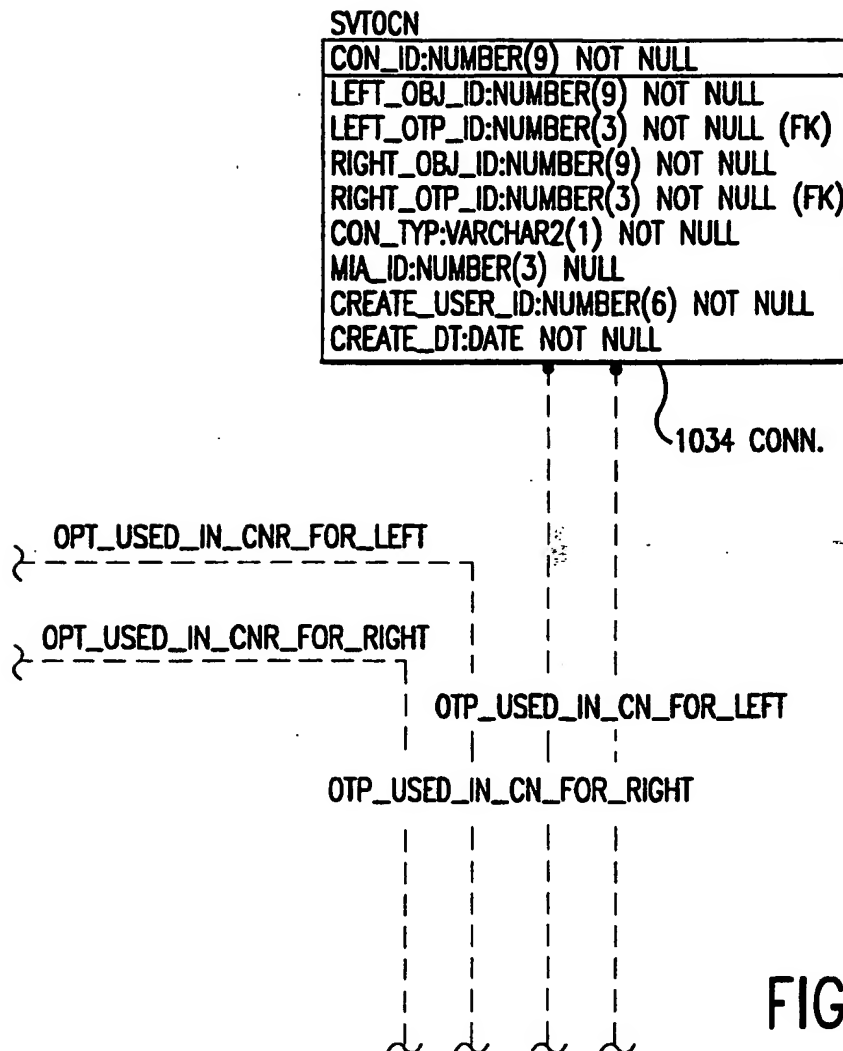 SVTOCN
CON_ID:NUMBER(9) NOT NULL
LEFT_OBJ_ID:NUMBER(9) NOT NULL
LEFT_OTP_ID:NUMBER(3) NOT NULL (FK)
RIGHT_OBJ_ID:NUMBER(9) NOT NULL
RIGHT_OTP_ID:NUMBER(3) NOT NULL (FK)
CON_TYP:VARCHAR2(1) NOT NULL
MIA_ID:NUMBER(3) NULL
CREATE_USER_ID:NUMBER(6) NOT NULL
CREATE_DT:DATE NOT NULL
1034 CONN.
OPT_USED_IN_CNR_FOR_LEFT
OPT_USED_IN_CNR_FOR_RIGHT
OTP_USED_IN_CN_FOR_LEFT
OTP_USED_IN_CN_FOR_RIGHT
FIG